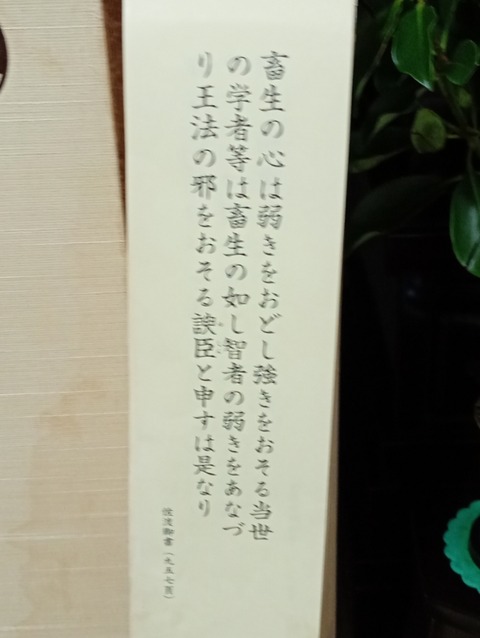 畜生の心は弱きをおどし強きをおそる当世
の学者等は畜生の如し智者の弱きをあなづ
り王法の邪をおそる諛臣と申すは是なり
佐渡御書(九五七頁)